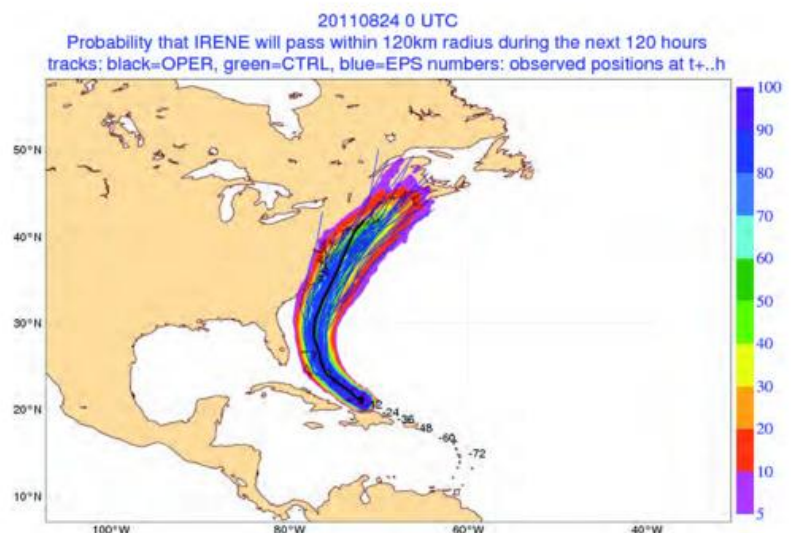 20110824 0 UTC
Probability that IRENE will pass within 120km radius during the next 120 hours
tracks: black=OPER, green=CTRL, blue=EPS numbers: observed positions at t+..h
100
90
80
70
60
50
40
30
20
10
5
50°N
40°N
30°N
20°N
10°N
-24
-36
-48
-60
-72
100°W
80°W
60°W
40°W